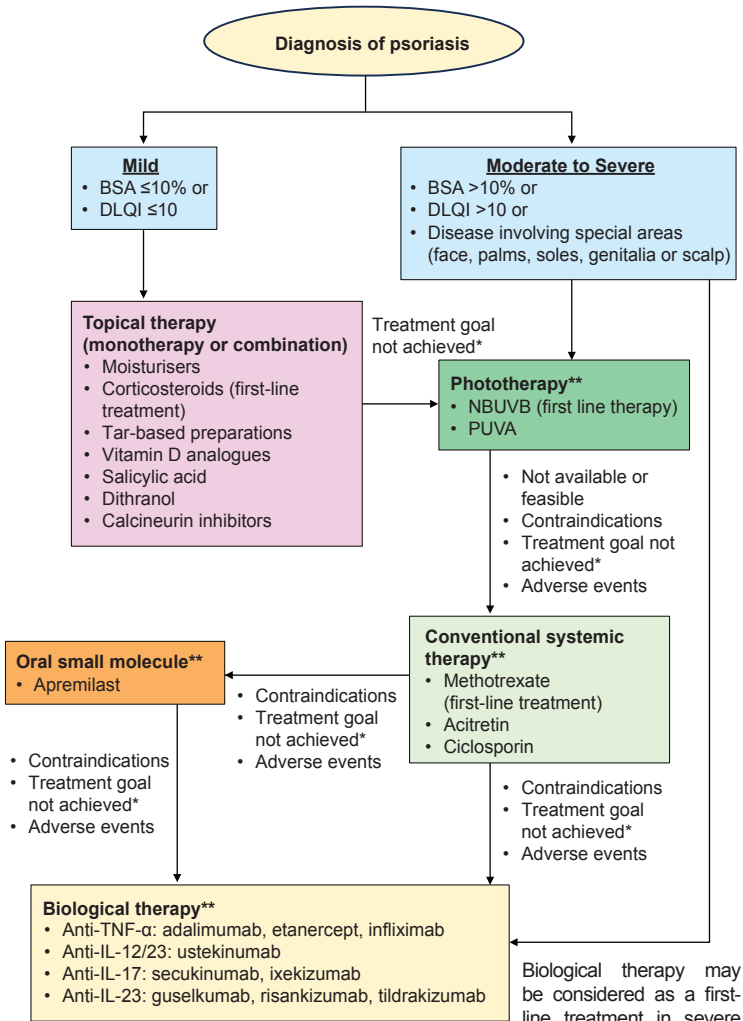 Diagnosis of psoriasis
Mild
• BSA ≤10% or
• DLQI ≤10
Moderate to Severe
• BSA >10% or
• DLQI >10 or
• Disease involving special areas
(face, palms, soles, genitalia or scalp)
Topical therapy
(monotherapy or combination)
• Moisturisers
• Corticosteroids (first-line
treatment)
• Tar-based preparations
• Vitamin D analogues
• Salicylic acid
• Dithranol
• Calcineurin inhibitors
Treatment goal
not achieved*
Phototherapy**
• NBUVB (first line therapy)
• PUVA
• Not available or
feasible
• Contraindications
• Treatment goal not
achieved*
• Adverse events
Conventional systemic
therapy**
• Methotrexate
(first-line treatment)
• Acitretin
• Ciclosporin
Oral small molecule**
• Apremilast
• Contraindications
• Treatment goal
not achieved*
• Adverse events
• Contraindications
• Treatment goal
not achieved*
• Adverse events
• Contraindications
• Treatment goal
not achieved*
• Adverse events
Biological therapy**
• Anti-TNF-α: adalimumab, etanercept, infliximab
• Anti-IL-12/23: ustekinumab
• Anti-IL-17: secukinumab, ixekizumab
• Anti-IL-23: guselkumab, risankizumab, tildrakizumab
Biological therapy may
be considered as a first-
line treatment in severe